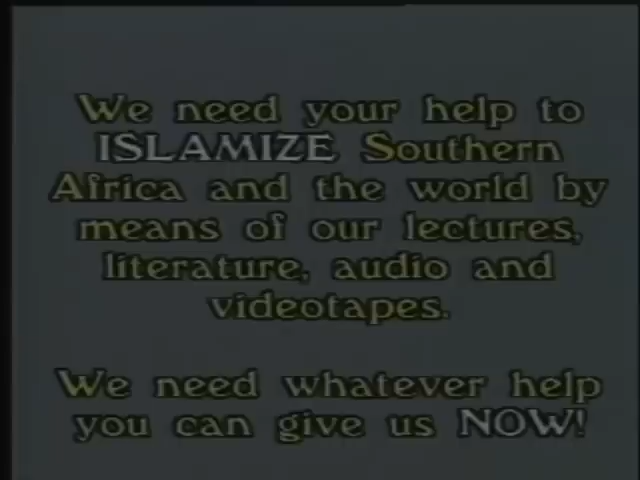 We need your help to
ISLAMIZE Southern
Africa and the world by
means of our lectures,
literature, audio and
videotapes.
We need whatever help
you can give us NOW!